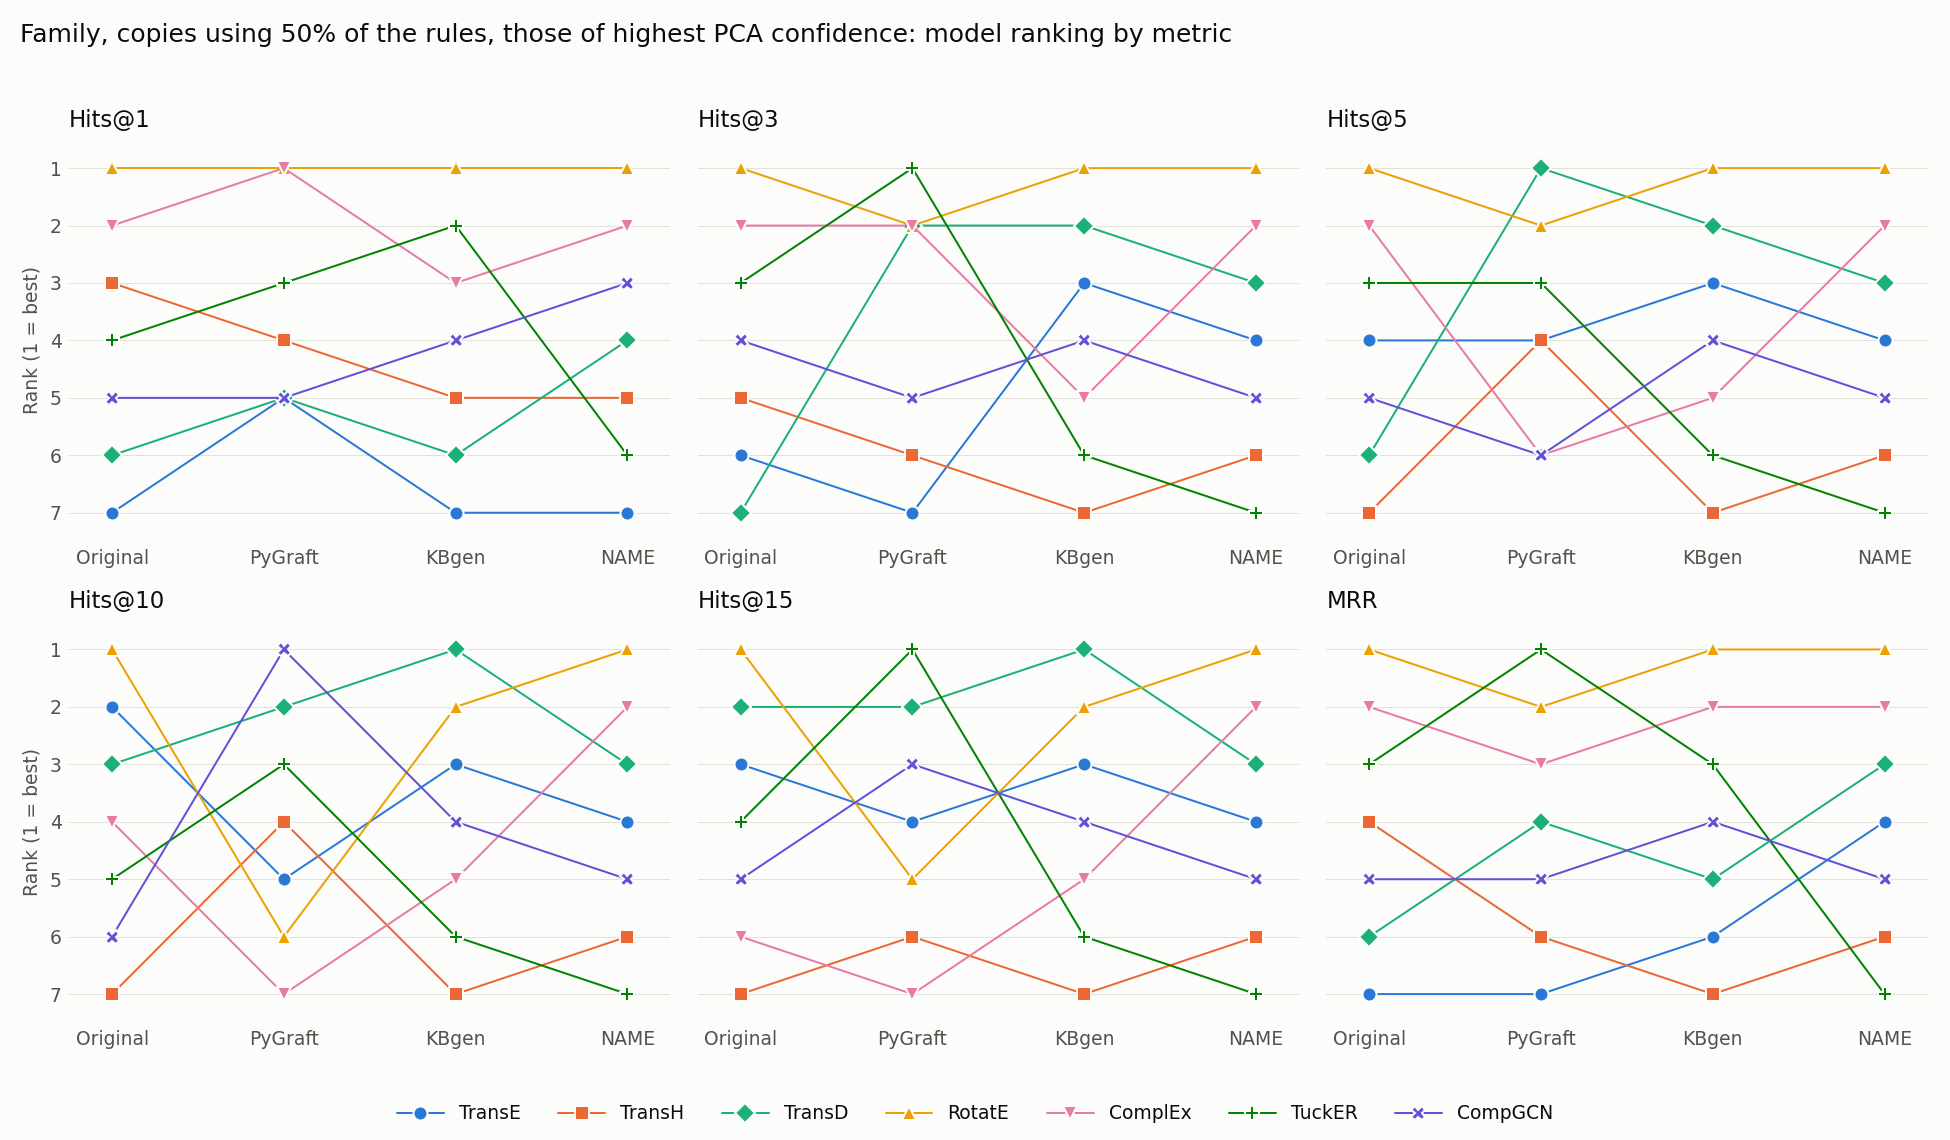 Family, copies using 50% of the rules, those of highest PCA confidence: model ranking by metric
Hits@1
Hits@3
Hits@5
Rank (1 = best)
1
2
3
4
5
6
7
Original PyGraft KBgen NAME
Original PyGraft KBgen NAME
Original PyGraft KBgen NAME
Hits@10
Hits@15
MRR
Rank (1 = best)
1
2
3
4
5
6
7
Original PyGraft KBgen NAME
Original PyGraft KBgen NAME
Original PyGraft KBgen NAME
TransE TransH TransD RotatE ComplEx TuckER CompGCN